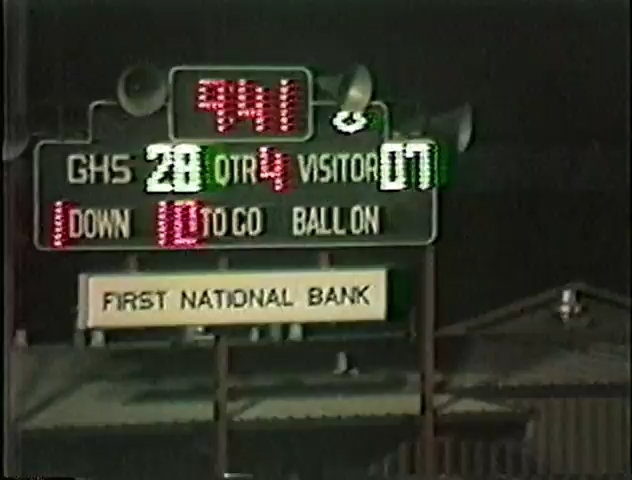 9:41
GHS 28 QTR 4 VISITOR 07
1 DOWN 10 TO GO BALL ON
FIRST NATIONAL BANK